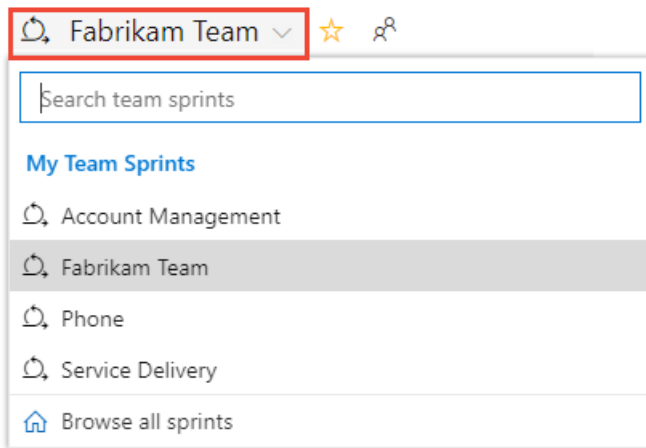 Fabrikam Team
Search team sprints
My Team Sprints
Account Management
Fabrikam Team
Phone
Service Delivery
Browse all sprints